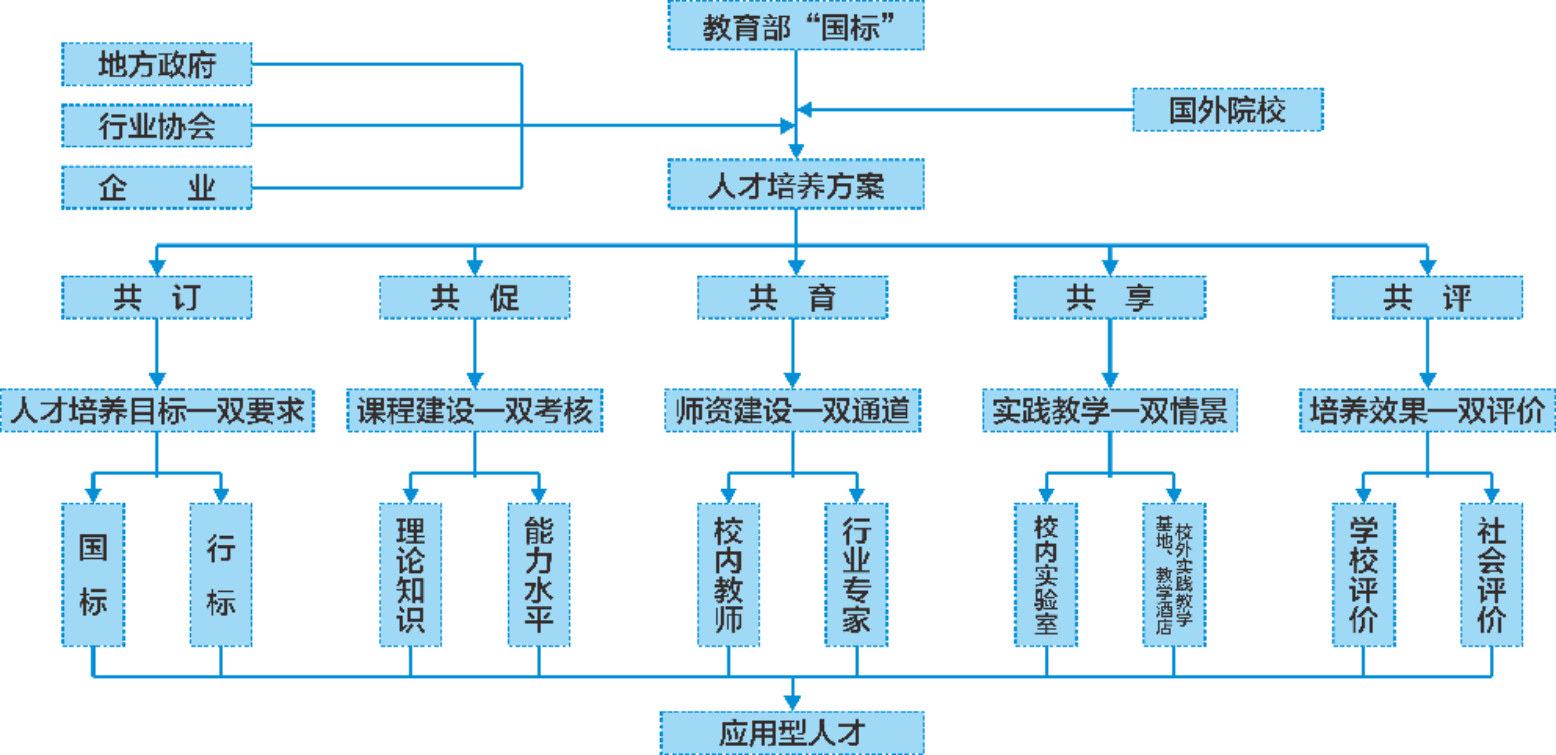 教育部“国标”
地方政府
行业协会
企 业
国外院校
人才培养方案
共 订
共 促
共 育
共 享
共 评
人才培养目标—双要求
课程建设—双考核
师资建设—双通道
实践教学—双情景
培养效果—双评价
国标
行标
理论知识
能力水平
校内教师
行业专家
校内实验室
校外实践教学
基地、教学酒店
学校评价
社会评价
应用型人才